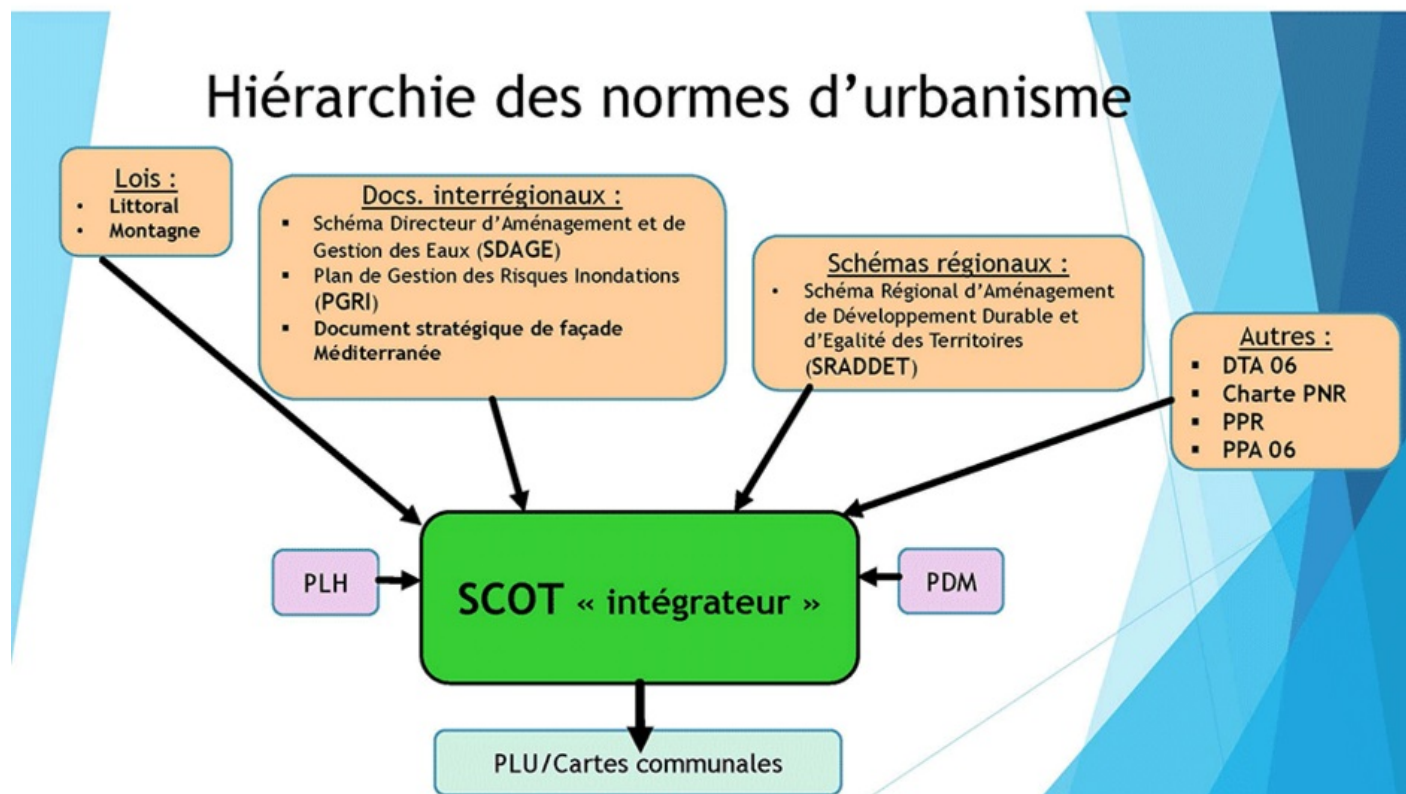 Hiérarchie des normes d’urbanisme
Lois :
• Littoral
• Montagne
Docs. interrégionaux :
▪ Schéma Directeur d’Aménagement et de
Gestion des Eaux (SDAGE)
▪ Plan de Gestion des Risques Inondations
(PGRI)
▪ Document stratégique de façade
Méditerranée
Schémas régionaux :
• Schéma Régional d’Aménagement
de Développement Durable et
d’Egalité des Territoires
(SRADDET)
Autres :
▪ DTA 06
▪ Charte PNR
▪ PPR
▪ PPA 06
PLH
SCOT « intégrateur »
PDM
PLU/Cartes communales